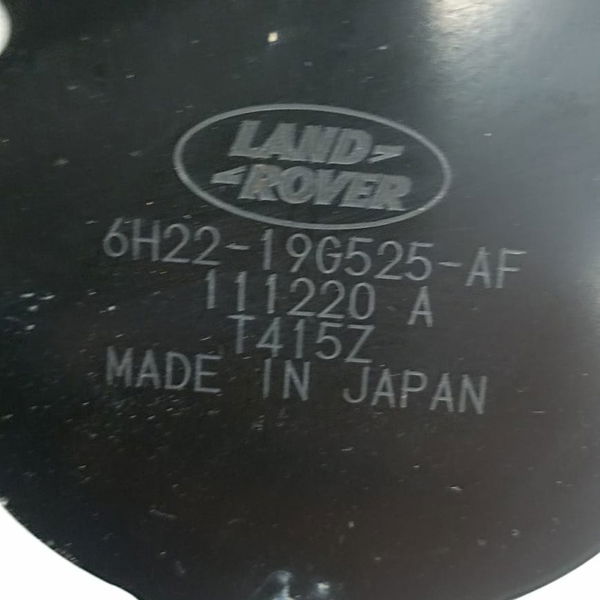 LAND
ROVER
6H22-19G525-AF
111220 A
T415Z
MADE IN JAPAN